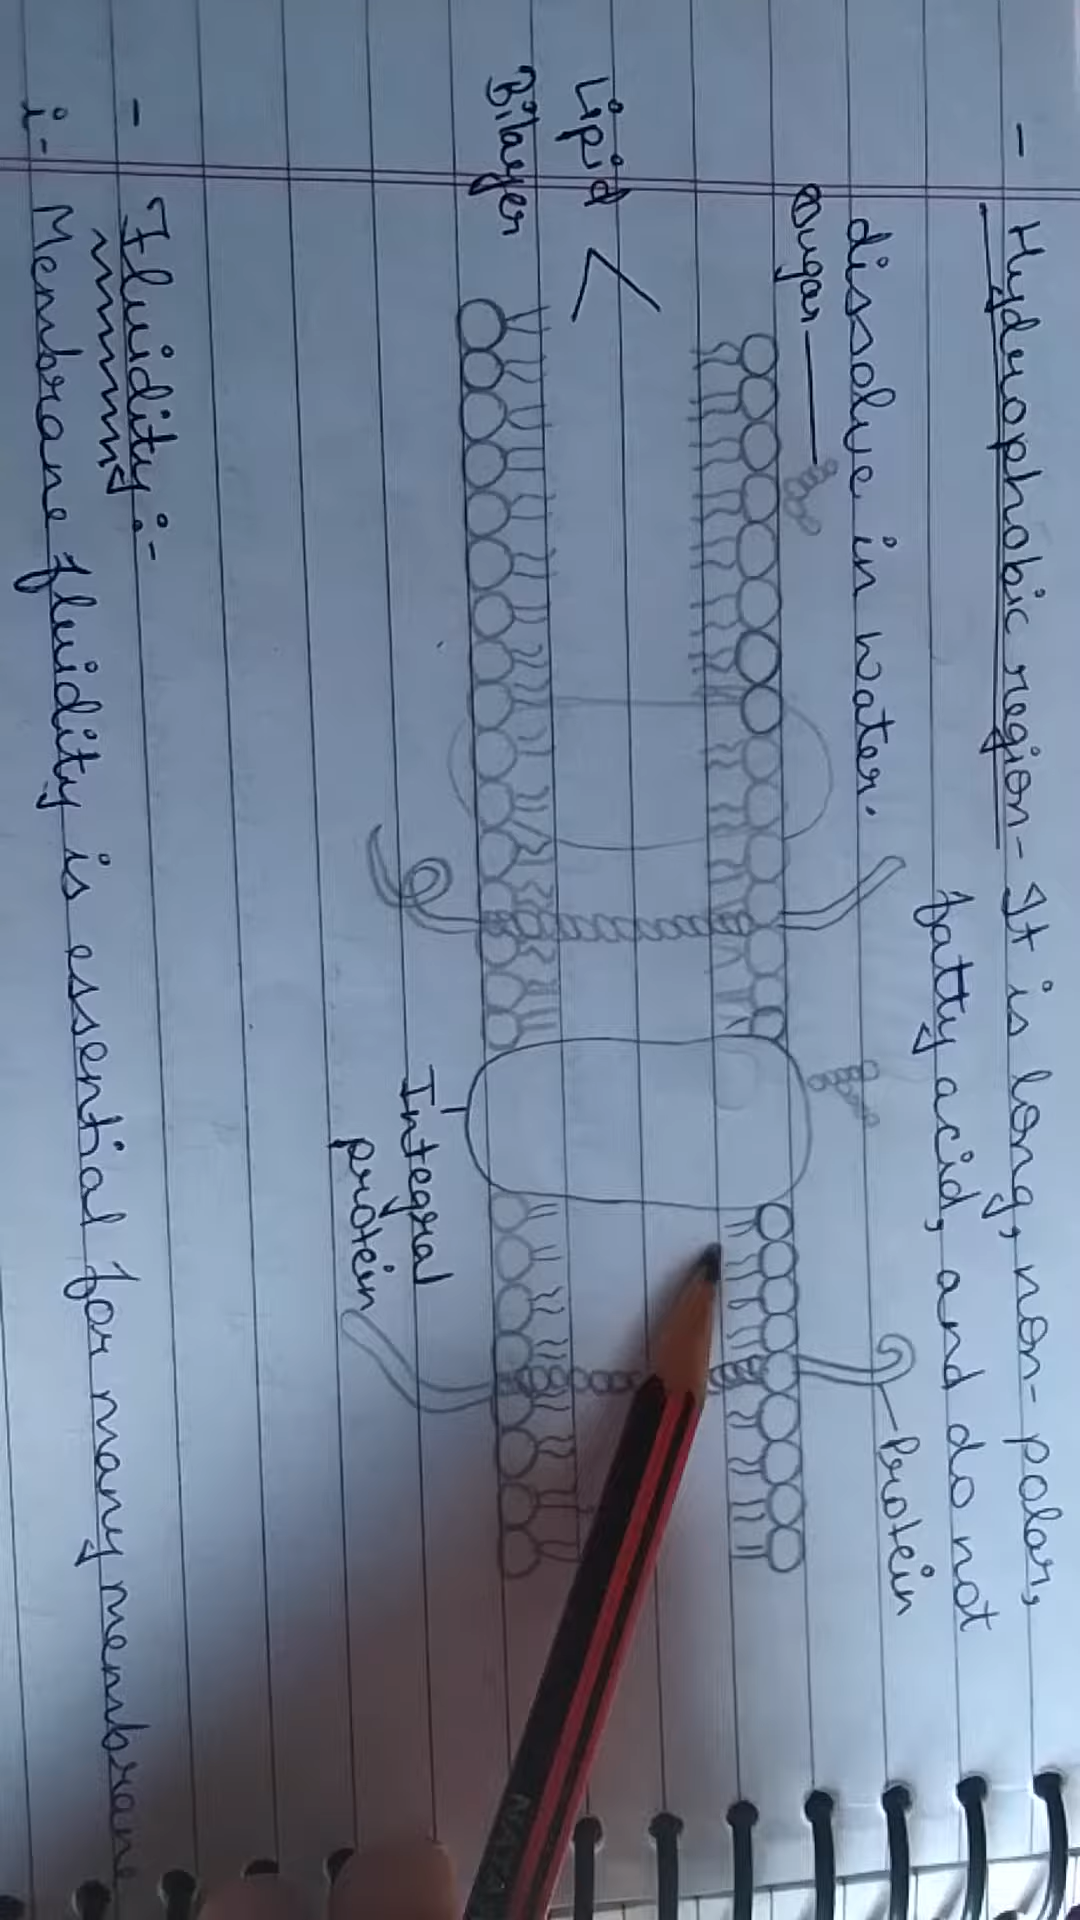 - Hydrophobic region - It is long, non-polar,
fatty acid, and do not
dissolve in water.
Sugar
Protein
Lipid
Bilayer
Integral
protein
- Fluidity :-
i- Membrane fluidity is essential for many membrane